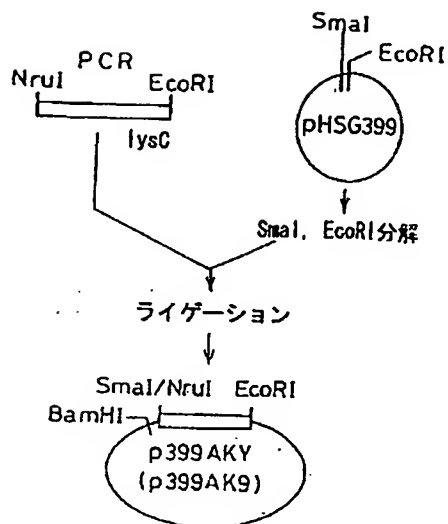 PCR
NruI
EcoRI
lysC
SmaI
EcoRI
pHSG399
SmaI, EcoRI分解
ライゲーション
SmaI/NruI EcoRI
BamHI
p399AKY
(p399AK9)